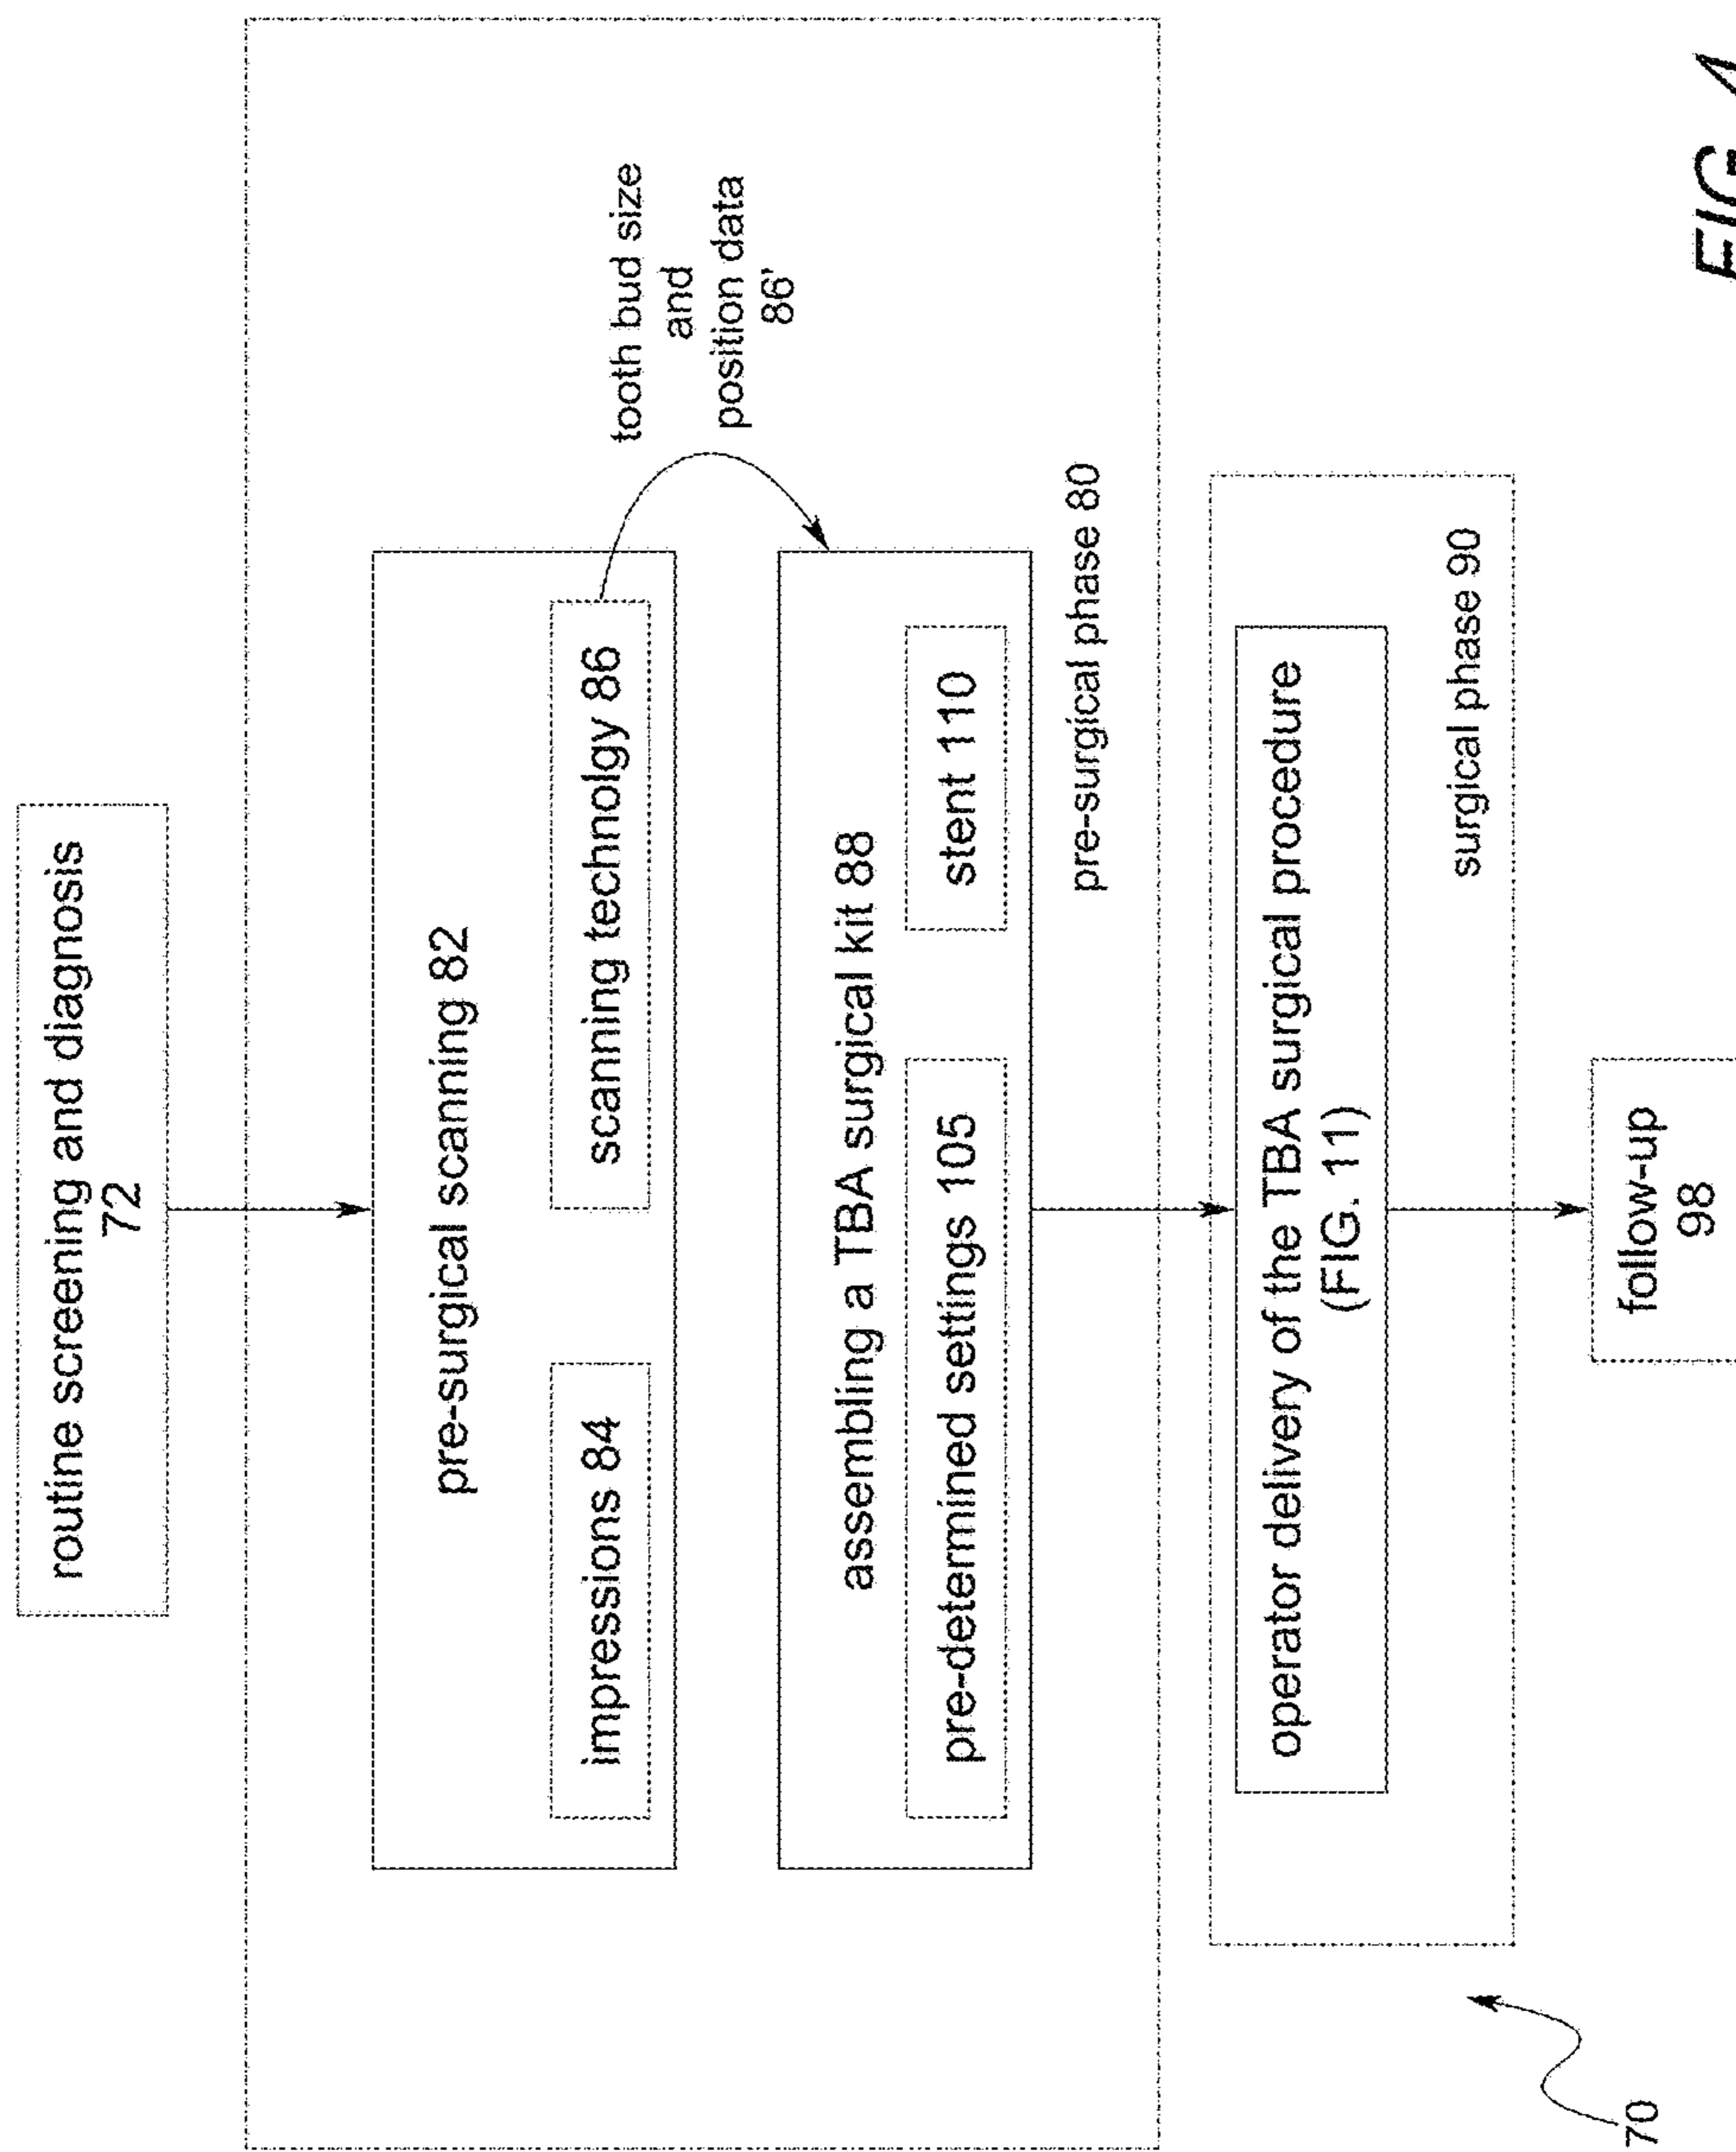 routine screening and diagnosis
72
pre-surgical scanning 82
impressions 84
scanning technolgy 86
tooth bud size
and
position data
86'
assembling a TBA surgical kit 88
pre-determined settings 105
stent 110
pre-surgical phase 80
operator delivery of the TBA surgical procedure
(FIG. 11)
surgical phase 90
follow-up
98
70
FIG. 4